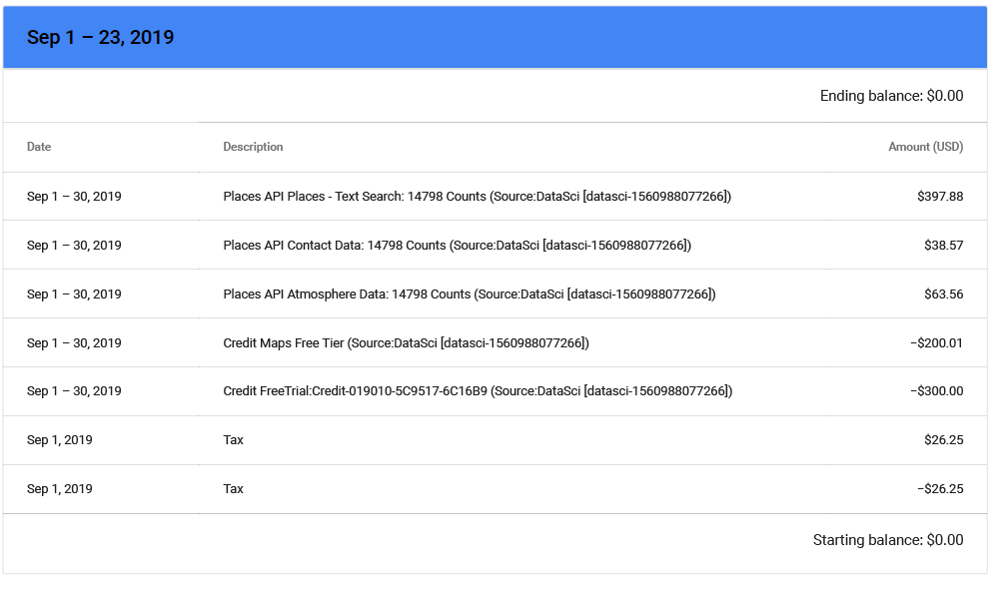 Sep 1 – 23, 2019
Ending balance: $0.00
Date Description Amount (USD)
Sep 1 – 30, 2019 Places API Places - Text Search: 14798 Counts (Source:DataSci [datasci-1560988077266]) $397.88
Sep 1 – 30, 2019 Places API Contact Data: 14798 Counts (Source:DataSci [datasci-1560988077266]) $38.57
Sep 1 – 30, 2019 Places API Atmosphere Data: 14798 Counts (Source:DataSci [datasci-1560988077266]) $63.56
Sep 1 – 30, 2019 Credit Maps Free Tier (Source:DataSci [datasci-1560988077266]) −$200.01
Sep 1 – 30, 2019 Credit FreeTrial:Credit-019010-5C9517-6C16B9 (Source:DataSci [datasci-1560988077266]) −$300.00
Sep 1, 2019 Tax $26.25
Sep 1, 2019 Tax −$26.25
Starting balance: $0.00